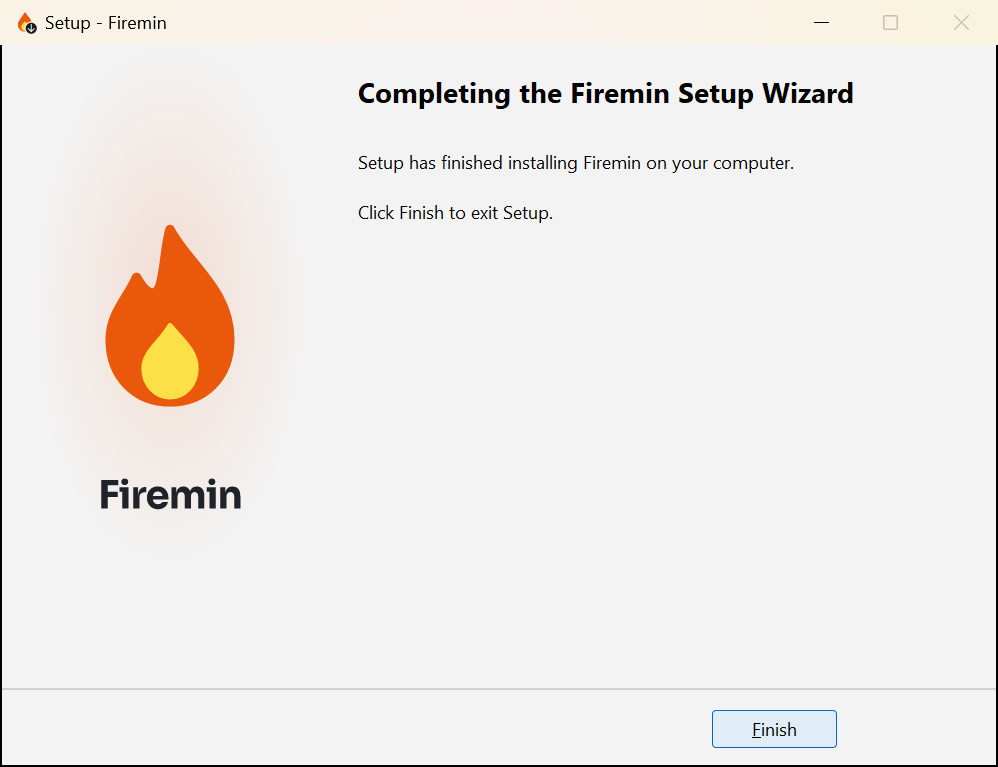 Setup - Firemin
Completing the Firemin Setup Wizard
Setup has finished installing Firemin on your computer.
Click Finish to exit Setup.
Firemin
Finish